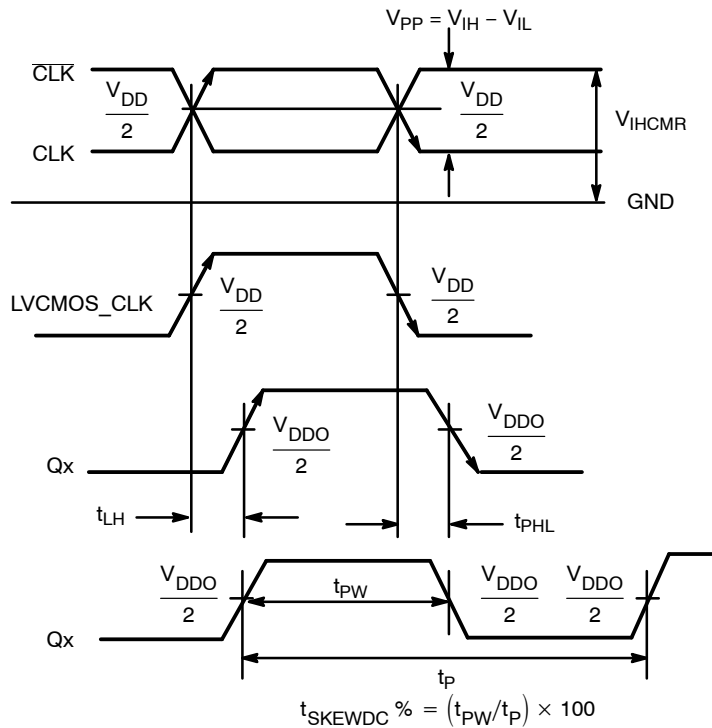 V_PP = V_IH − V_IL
C̅L̅K̅
V_DD/2
V_DD/2
V_IHCMR
CLK
GND
LVCMOS_CLK
V_DD/2
V_DD/2
V_DDO/2
V_DDO/2
Qx
t_LH
t_PHL
V_DDO/2
t_PW
V_DDO/2
V_DDO/2
Qx
t_P
t_SKEWDC % = (t_PW/t_P) × 100